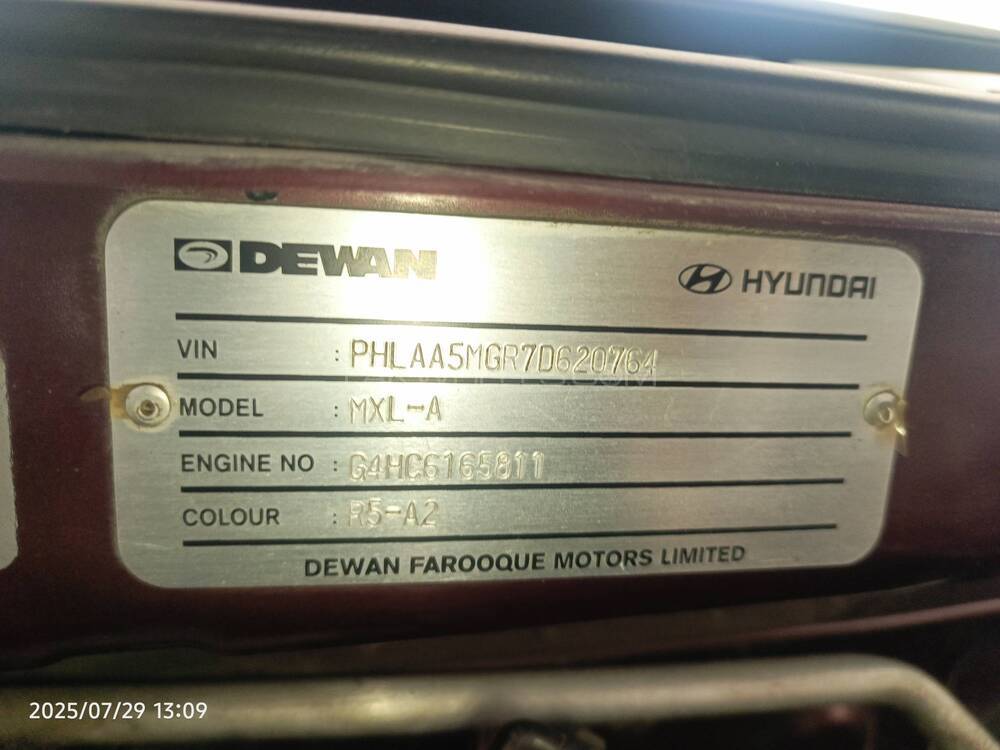 DEWAN
HYUNDAI
VIN : PHLAA5MGR7D620764
MODEL : MXL-A
ENGINE NO : G4HC6165811
COLOUR : R5-A2
DEWAN FAROOQUE MOTORS LIMITED
2025/07/29 13:09